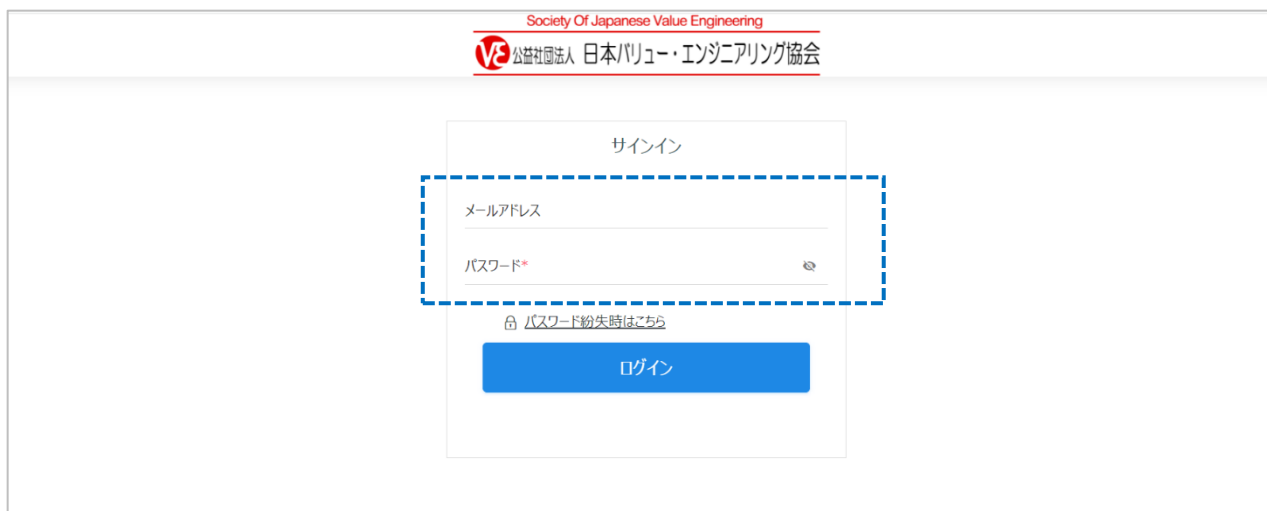 Society Of Japanese Value Engineering
VE 公益社団法人 日本バリュー・エンジニアリング協会
サインイン
メールアドレス
パスワード*
パスワード紛失時はこちら
ログイン